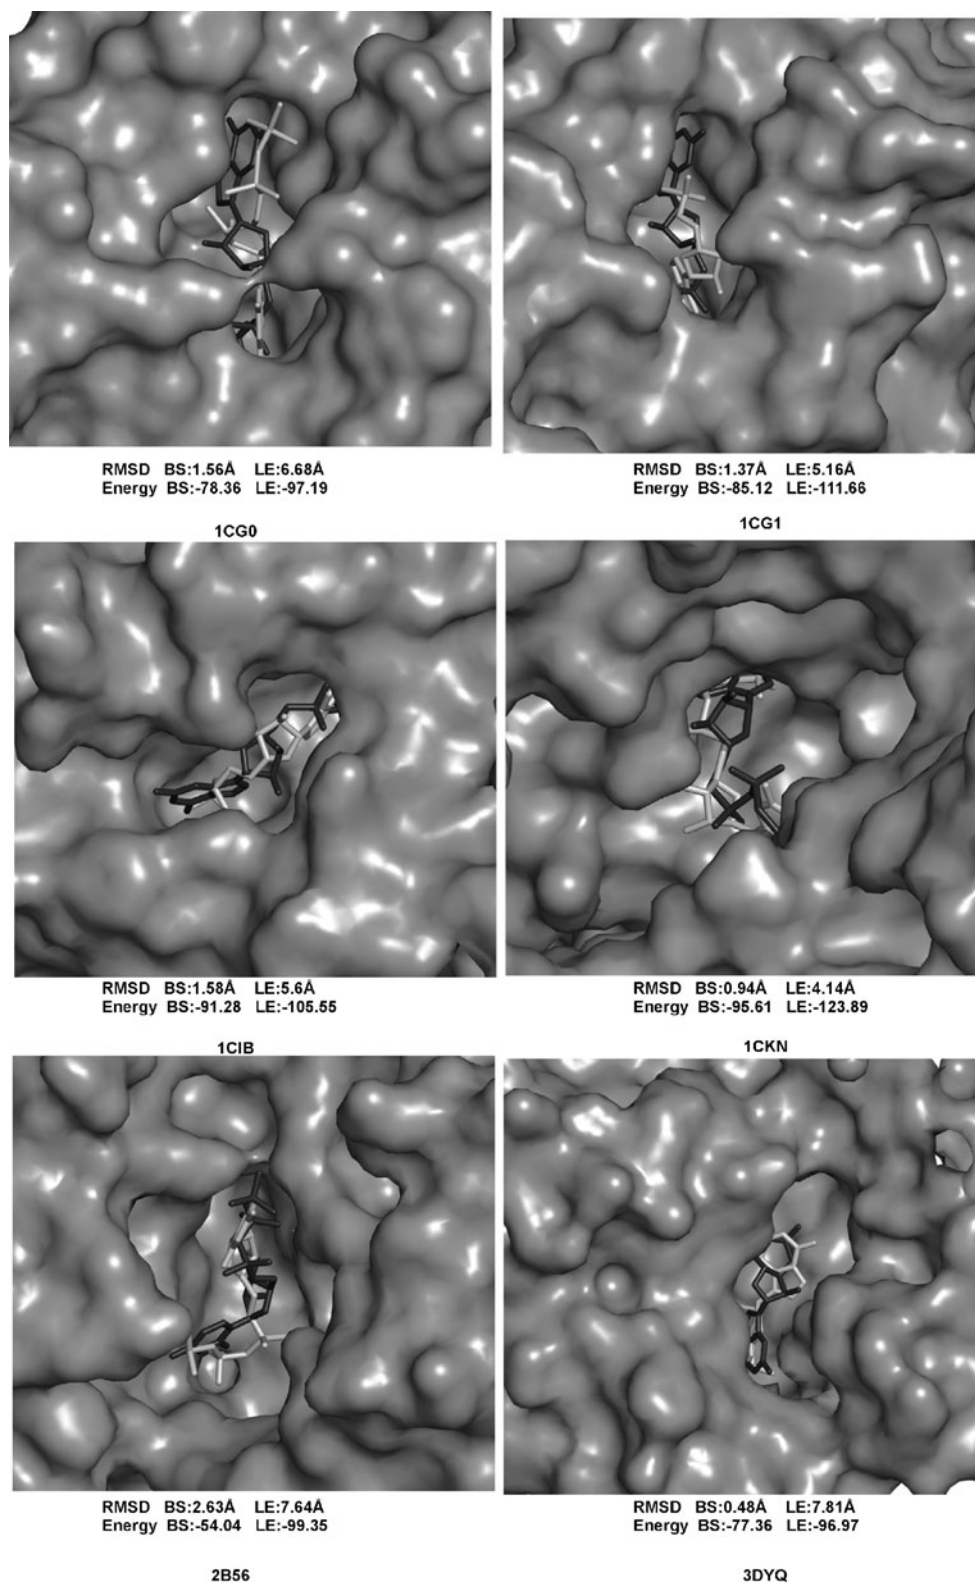 RMSD BS:1.56Å LE:6.68Å
Energy BS:-78.36 LE:-97.19
1CG0
RMSD BS:1.37Å LE:5.16Å
Energy BS:-85.12 LE:-111.66
1CG1
RMSD BS:1.58Å LE:5.6Å
Energy BS:-91.28 LE:-105.55
1CIB
RMSD BS:0.94Å LE:4.14Å
Energy BS:-95.61 LE:-123.89
1CKN
RMSD BS:2.63Å LE:7.64Å
Energy BS:-54.04 LE:-99.35
2B56
RMSD BS:0.48Å LE:7.81Å
Energy BS:-77.36 LE:-96.97
3DYQ